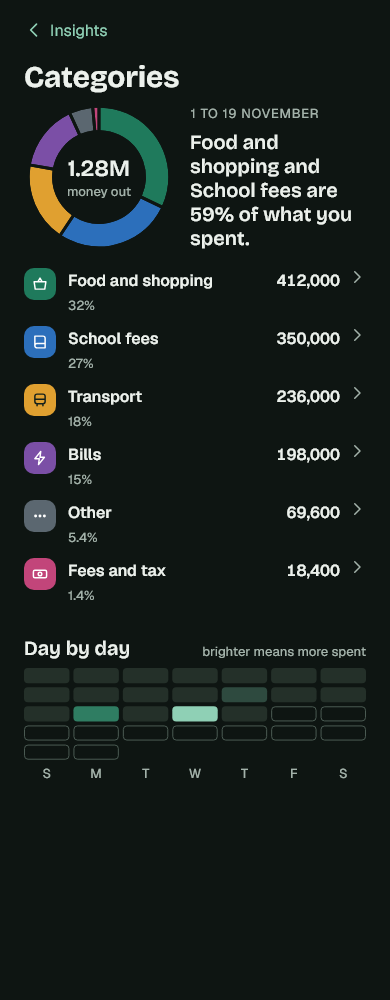 Insights
Categories
1.28M
money out
1 TO 19 NOVEMBER
Food and
shopping and
School fees are
59% of what you
spent.
Food and shopping 412,000
32%
School fees 350,000
27%
Transport 236,000
18%
Bills 198,000
15%
Other 69,600
5.4%
Fees and tax 18,400
1.4%
Day by day brighter means more spent
S M T W T F S